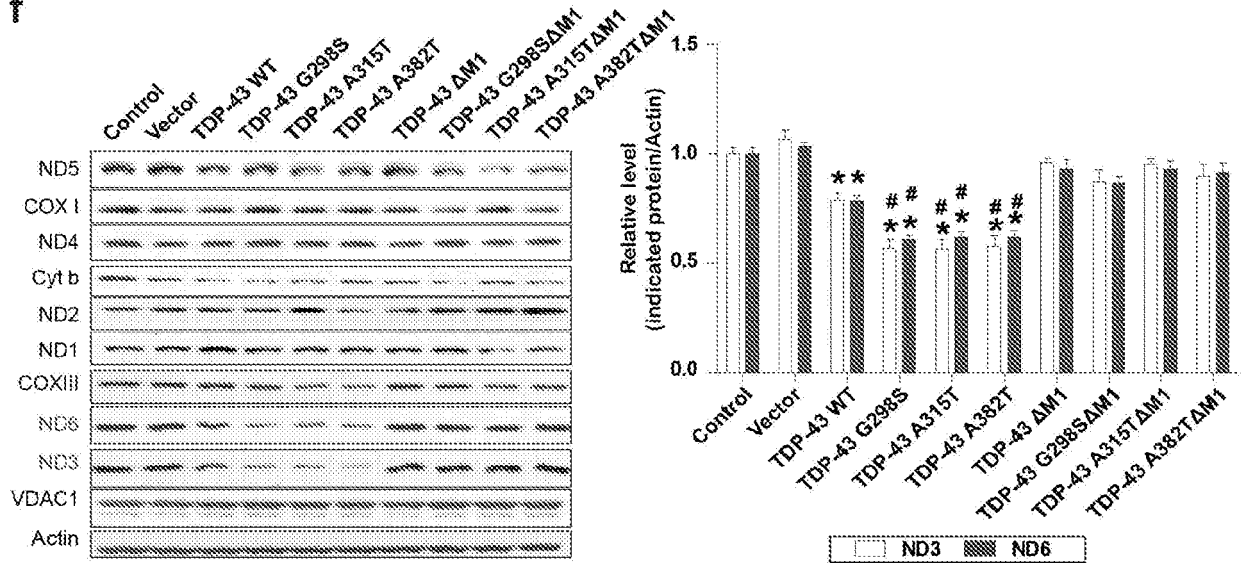 f
Control
Vector
TDP-43 WT
TDP-43 G298S
TDP-43 A315T
TDP-43 A382T
TDP-43 ΔM1
TDP-43 G298SΔM1
TDP-43 A315TΔM1
TDP-43 A382TΔM1
ND5
COX I
ND4
Cyt b
ND2
ND1
COXIII
ND6
ND3
VDAC1
Actin
Relative level
(indicated protein/Actin)
1.5
1.0
0.5
0.0
* *
# #
* *
# #
* *
# #
* *
Control
Vector
TDP-43 WT
TDP-43 G298S
TDP-43 A315T
TDP-43 A382T
TDP-43 ΔM1
TDP-43 G298SΔM1
TDP-43 A315TΔM1
TDP-43 A382TΔM1
ND3 ND6